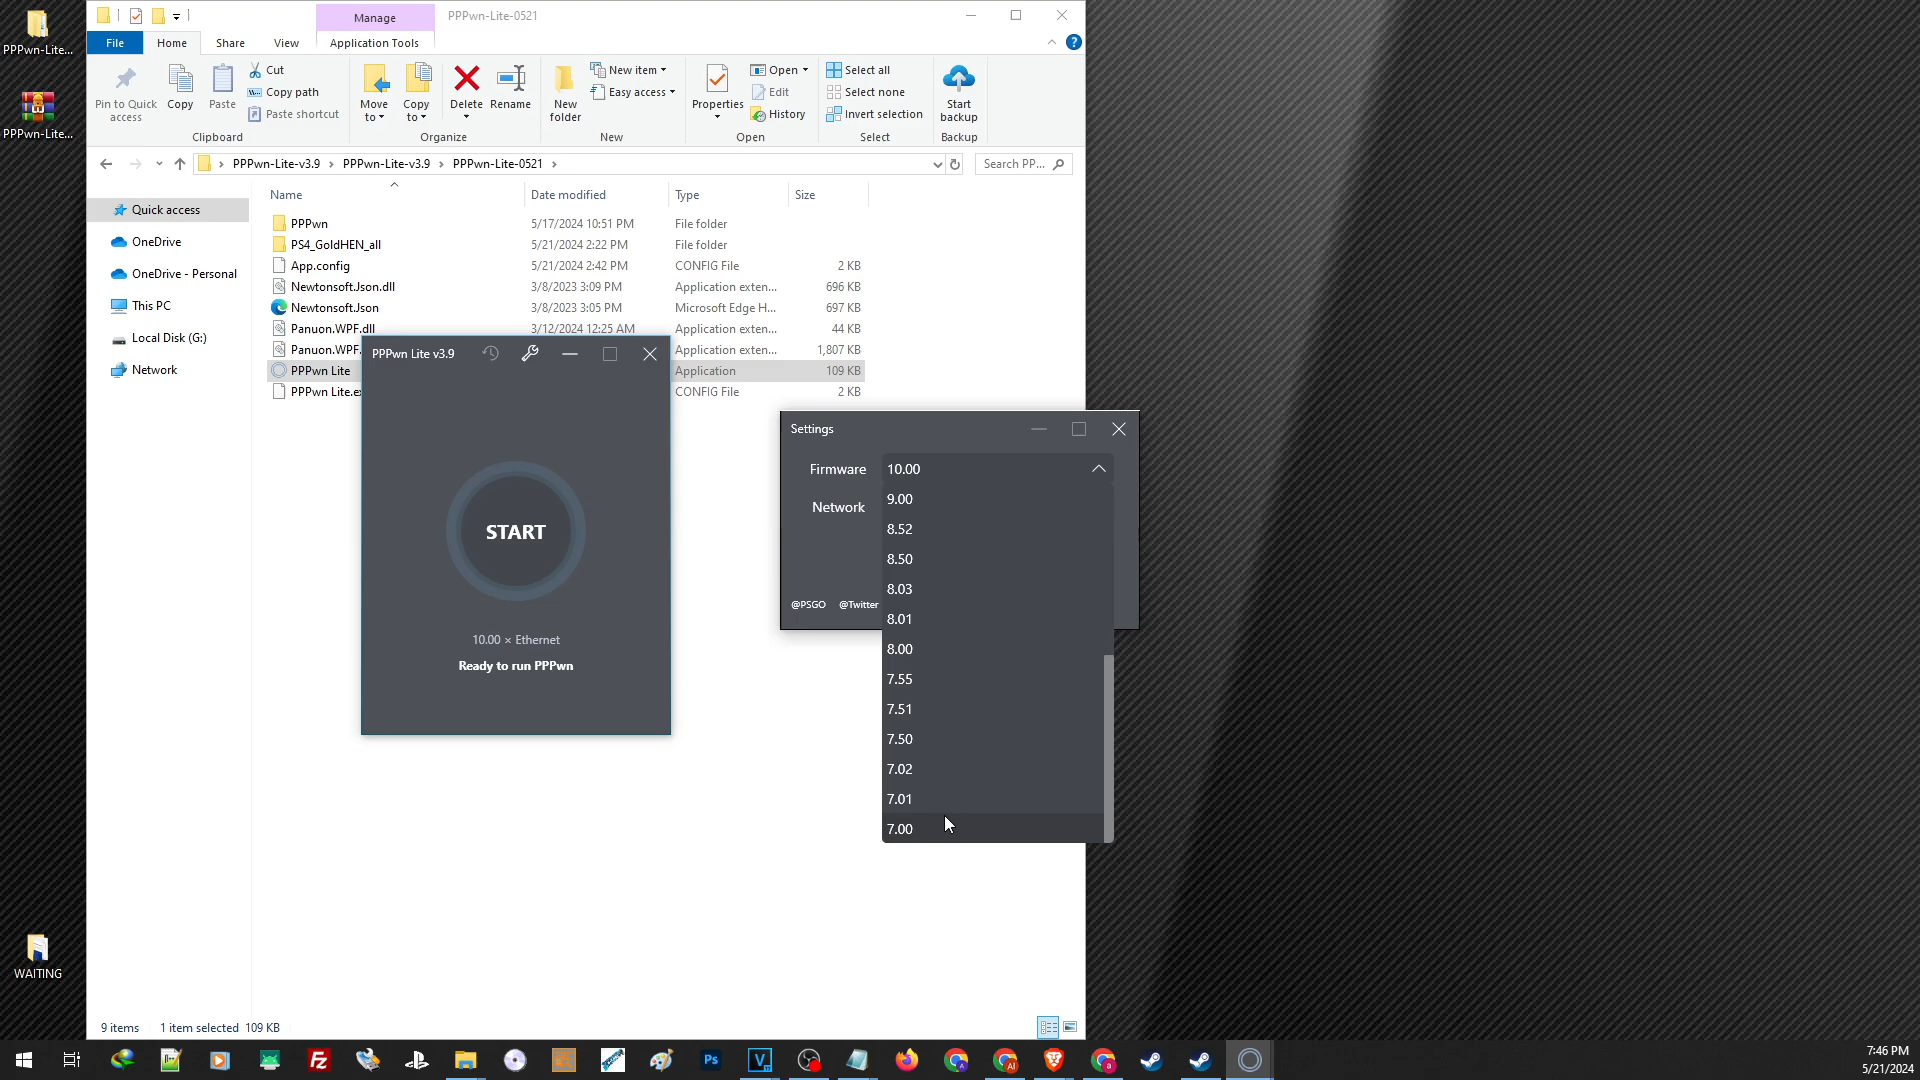 PPPwn-Lite...
PPPwn-Lite...
WAITING
Manage
PPPwn-Lite-0521
File
Home
Share
View
Application Tools
Pin to Quick access
Copy
Paste
Cut
Copy path
Paste shortcut
Clipboard
Move to
Copy to
Delete
Rename
Organize
New folder
New item
Easy access
New
Properties
Open
Edit
History
Open
Select all
Select none
Invert selection
Select
Start backup
Backup
PPPwn-Lite-v3.9 › PPPwn-Lite-v3.9 › PPPwn-Lite-0521 ›
Search PP...
Quick access
OneDrive
OneDrive - Personal
This PC
Local Disk (G:)
Network
Name Date modified Type Size
PPPwn 5/17/2024 10:51 PM File folder
PS4_GoldHEN_all 5/21/2024 2:22 PM File folder
App.config 5/21/2024 2:42 PM CONFIG File 2 KB
Newtonsoft.Json.dll 3/8/2023 3:09 PM Application exten... 696 KB
Newtonsoft.Json 3/8/2023 3:05 PM Microsoft Edge H... 697 KB
Panuon.WPF.dll 3/12/2024 12:25 AM Application exten... 44 KB
Panuon.WPF. Application exten... 1,807 KB
PPPwn Lite Application 109 KB
PPPwn Lite.ex CONFIG File 2 KB
PPPwn Lite v3.9
START
10.00 × Ethernet
Ready to run PPPwn
Settings
Firmware 10.00
Network
@PSGO @Twitter
9.00
8.52
8.50
8.03
8.01
8.00
7.55
7.51
7.50
7.02
7.01
7.00
9 items 1 item selected 109 KB
Fz
Ps
V
AI
7:46 PM
5/21/2024